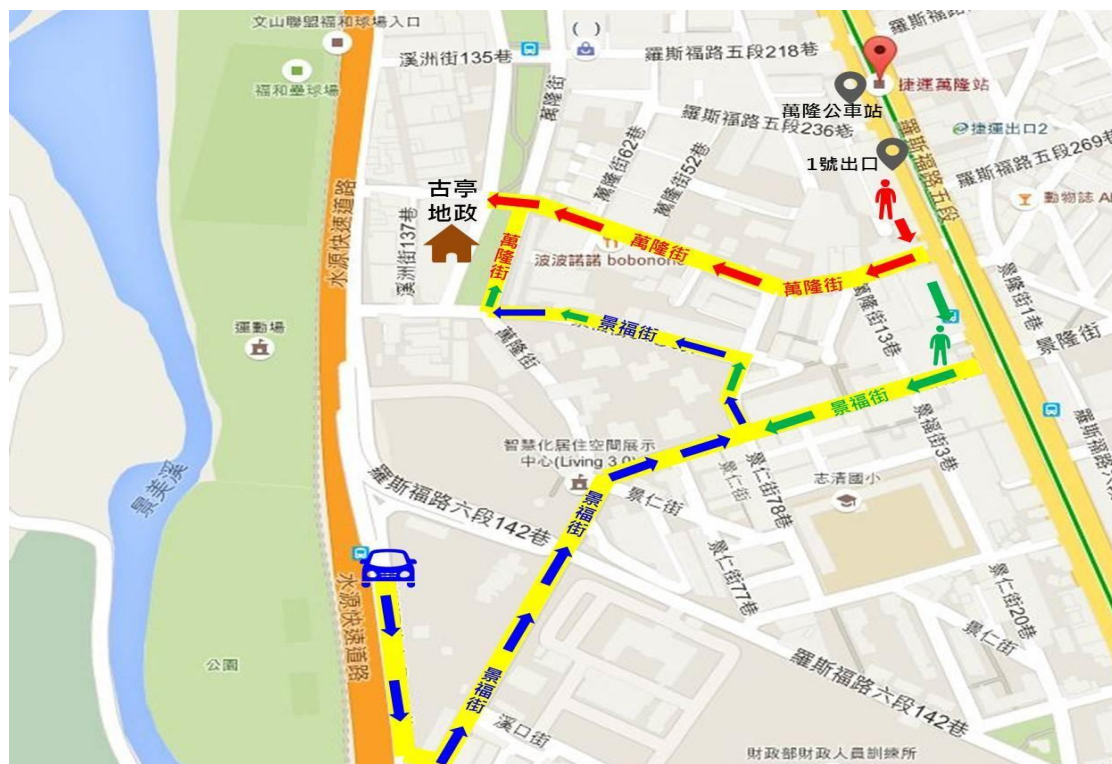 文山聯盟福和球場入口
( )
溪洲街135巷
羅斯福路五段218巷
福和壘球場
萬隆街
捷運萬隆站
萬隆公車站
羅斯福路五段236巷
捷運出口2
1號出口
羅斯福路五段269巷
羅斯福路五段
萬隆街62巷
萬隆街52巷
動物誌
水源快速道路
古亭
地政
溪洲街137巷
萬隆街
萬隆街
萬隆街
波波諾諾 bobonono
景隆街1巷
景隆街
萬隆街13巷
運動場
景福街
萬隆街
景福街
景福街3巷
智慧化居住空間展示
中心(Living 3.0)
景仁街
景仁街
景仁街78巷
志清國小
景美溪
羅斯福路六段142巷
景福街
景仁街77巷
景仁街20巷
景仁街
水源快速道路
公園
景福街
溪口街
羅斯福路六段142巷
財政部財政人員訓練所